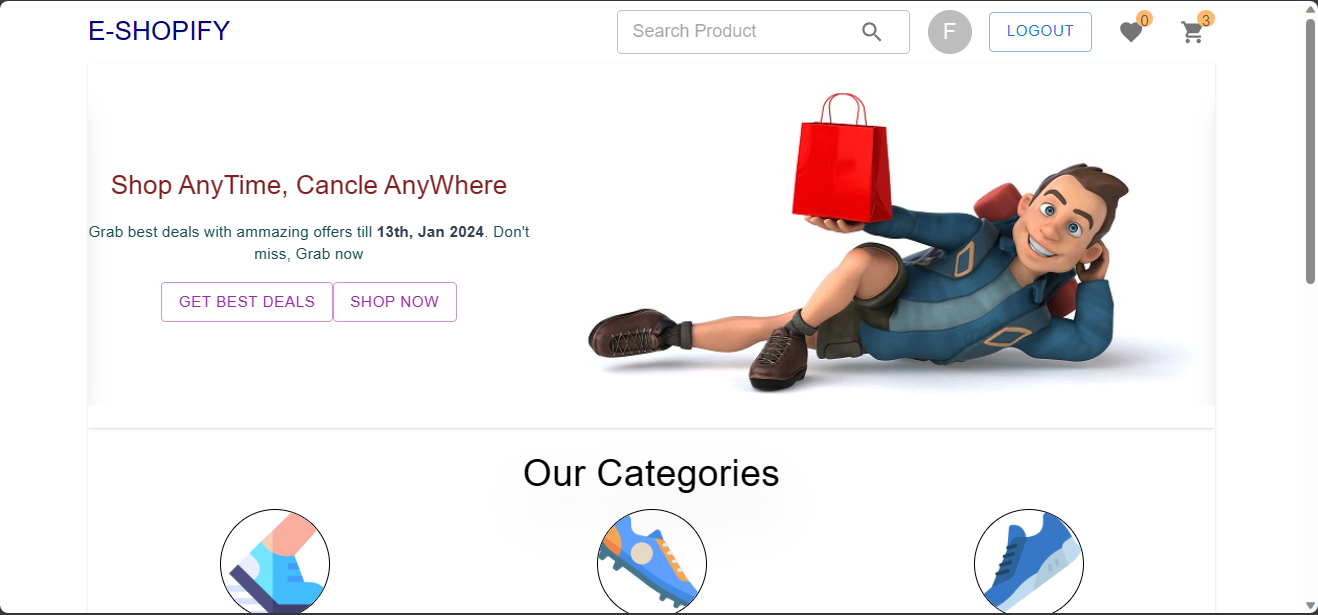 E-SHOPIFY
Search Product
F
LOGOUT
0
3
Shop AnyTime, Cancle AnyWhere
Grab best deals with ammazing offers till 13th, Jan 2024. Don't
miss, Grab now
GET BEST DEALS
SHOP NOW
Our Categories